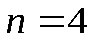 n = 4